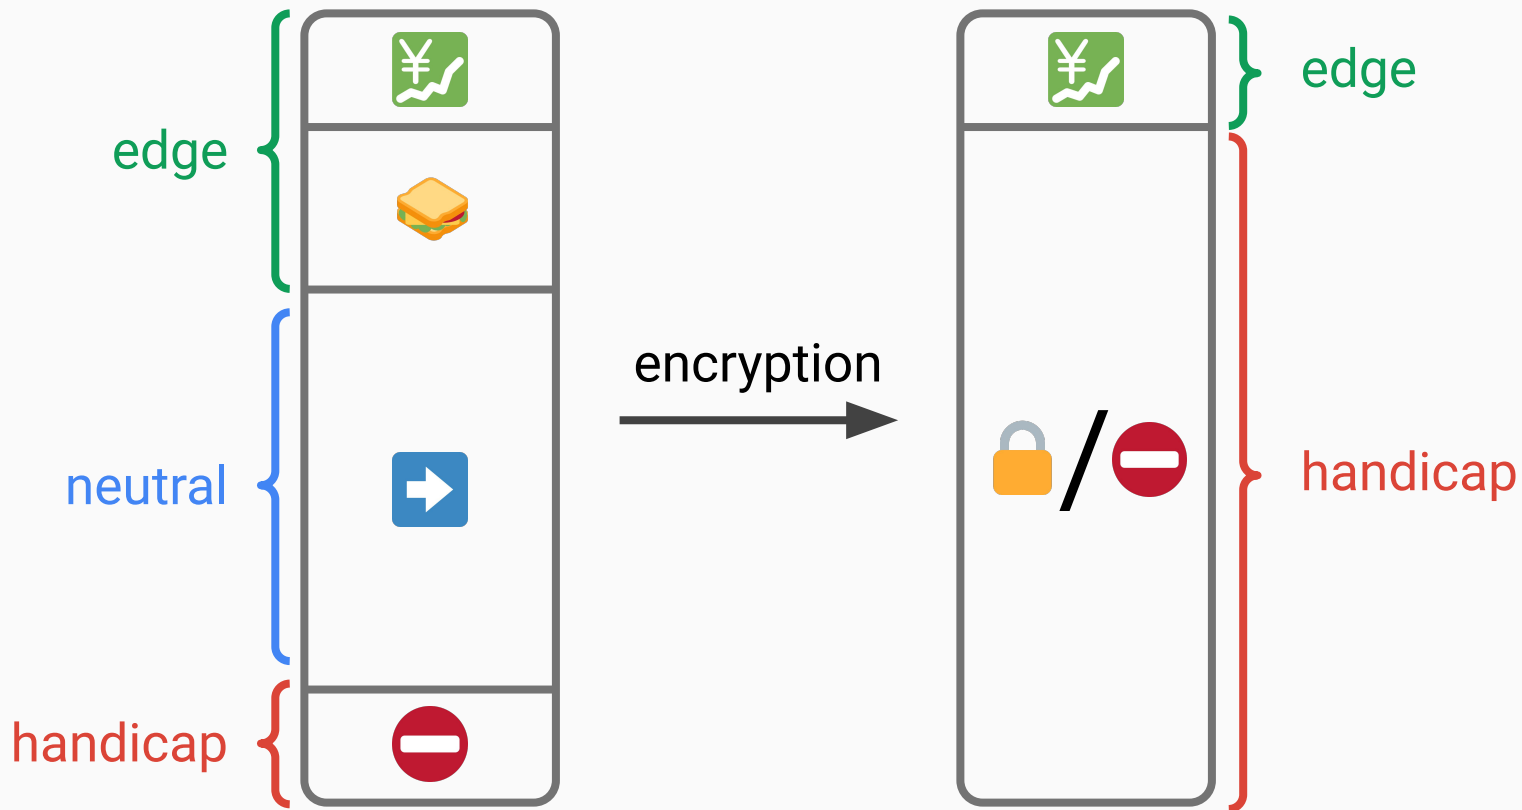 edge
neutral
handicap
encryption
/
edge
handicap